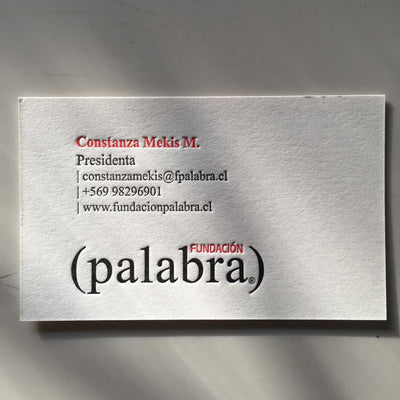 Constanza Mekis M.
Presidenta
| constanzamekis@fpalabra.cl
| +569 98296901
| www.fundacionpalabra.cl
FUNDACIÓN
(palabra®)